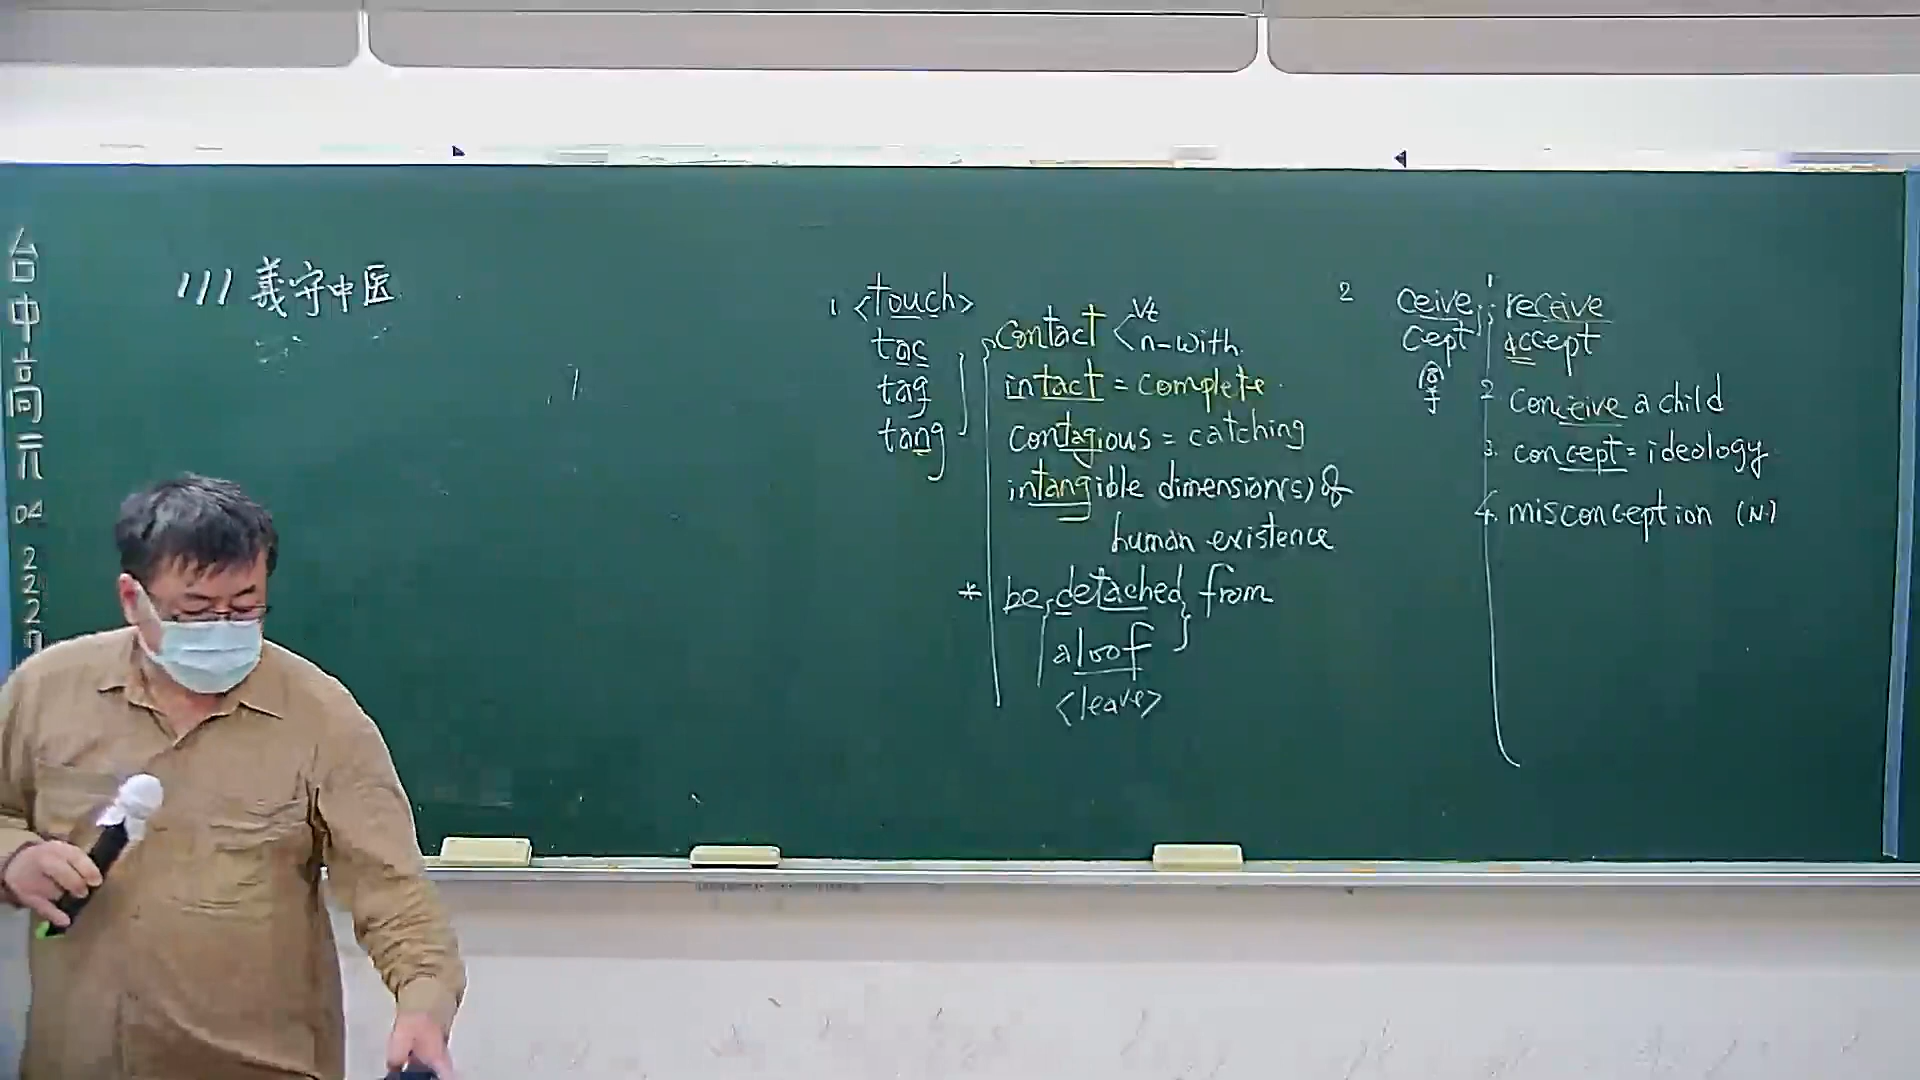 台中高元 04 222
111 義守中医
1 <touch>
tac
tag
tang
contact < vt
n-with
intact = complete
contagious = catching
intangible dimension(s) of
human existence
* be detached from
aloof
<leave>
2 ceive
cept
1 receive
accept
2 conceive a child
3. concept = ideology
4. misconception (N.)